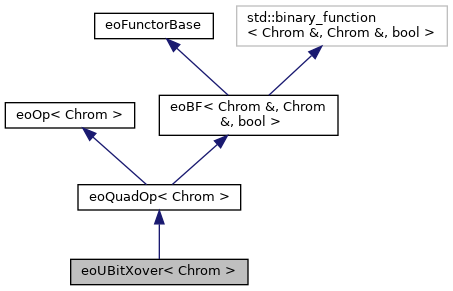 eoFunctorBase
std::binary_function
< Chrom &, Chrom &, bool >
eoOp< Chrom >
eoBF< Chrom &, Chrom
&, bool >
eoQuadOp< Chrom >
eoUBitXover< Chrom >